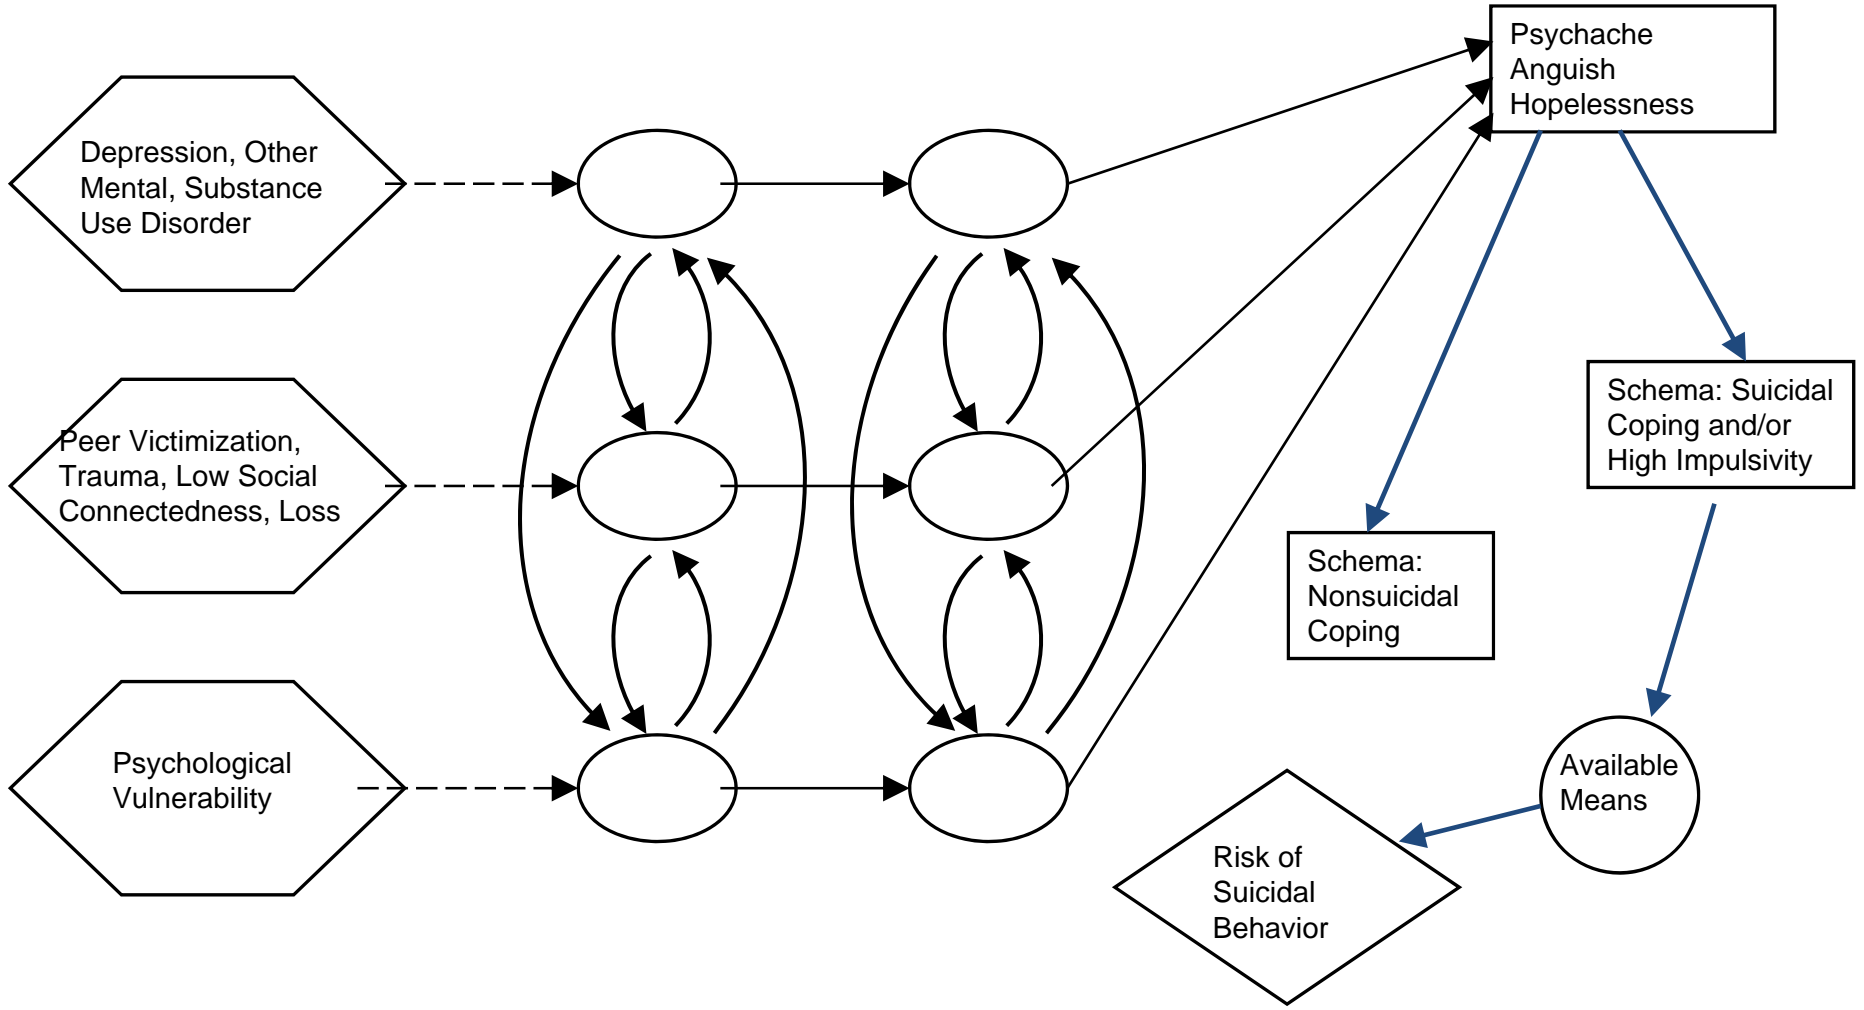 Psychache
Anguish
Hopelessness
Depression, Other
Mental, Substance
Use Disorder
Peer Victimization,
Trauma, Low Social
Connectedness, Loss
Schema: Suicidal
Coping and/or
High Impulsivity
Schema:
Nonsuicidal
Coping
Psychological
Vulnerability
Available
Means
Risk of
Suicidal
Behavior